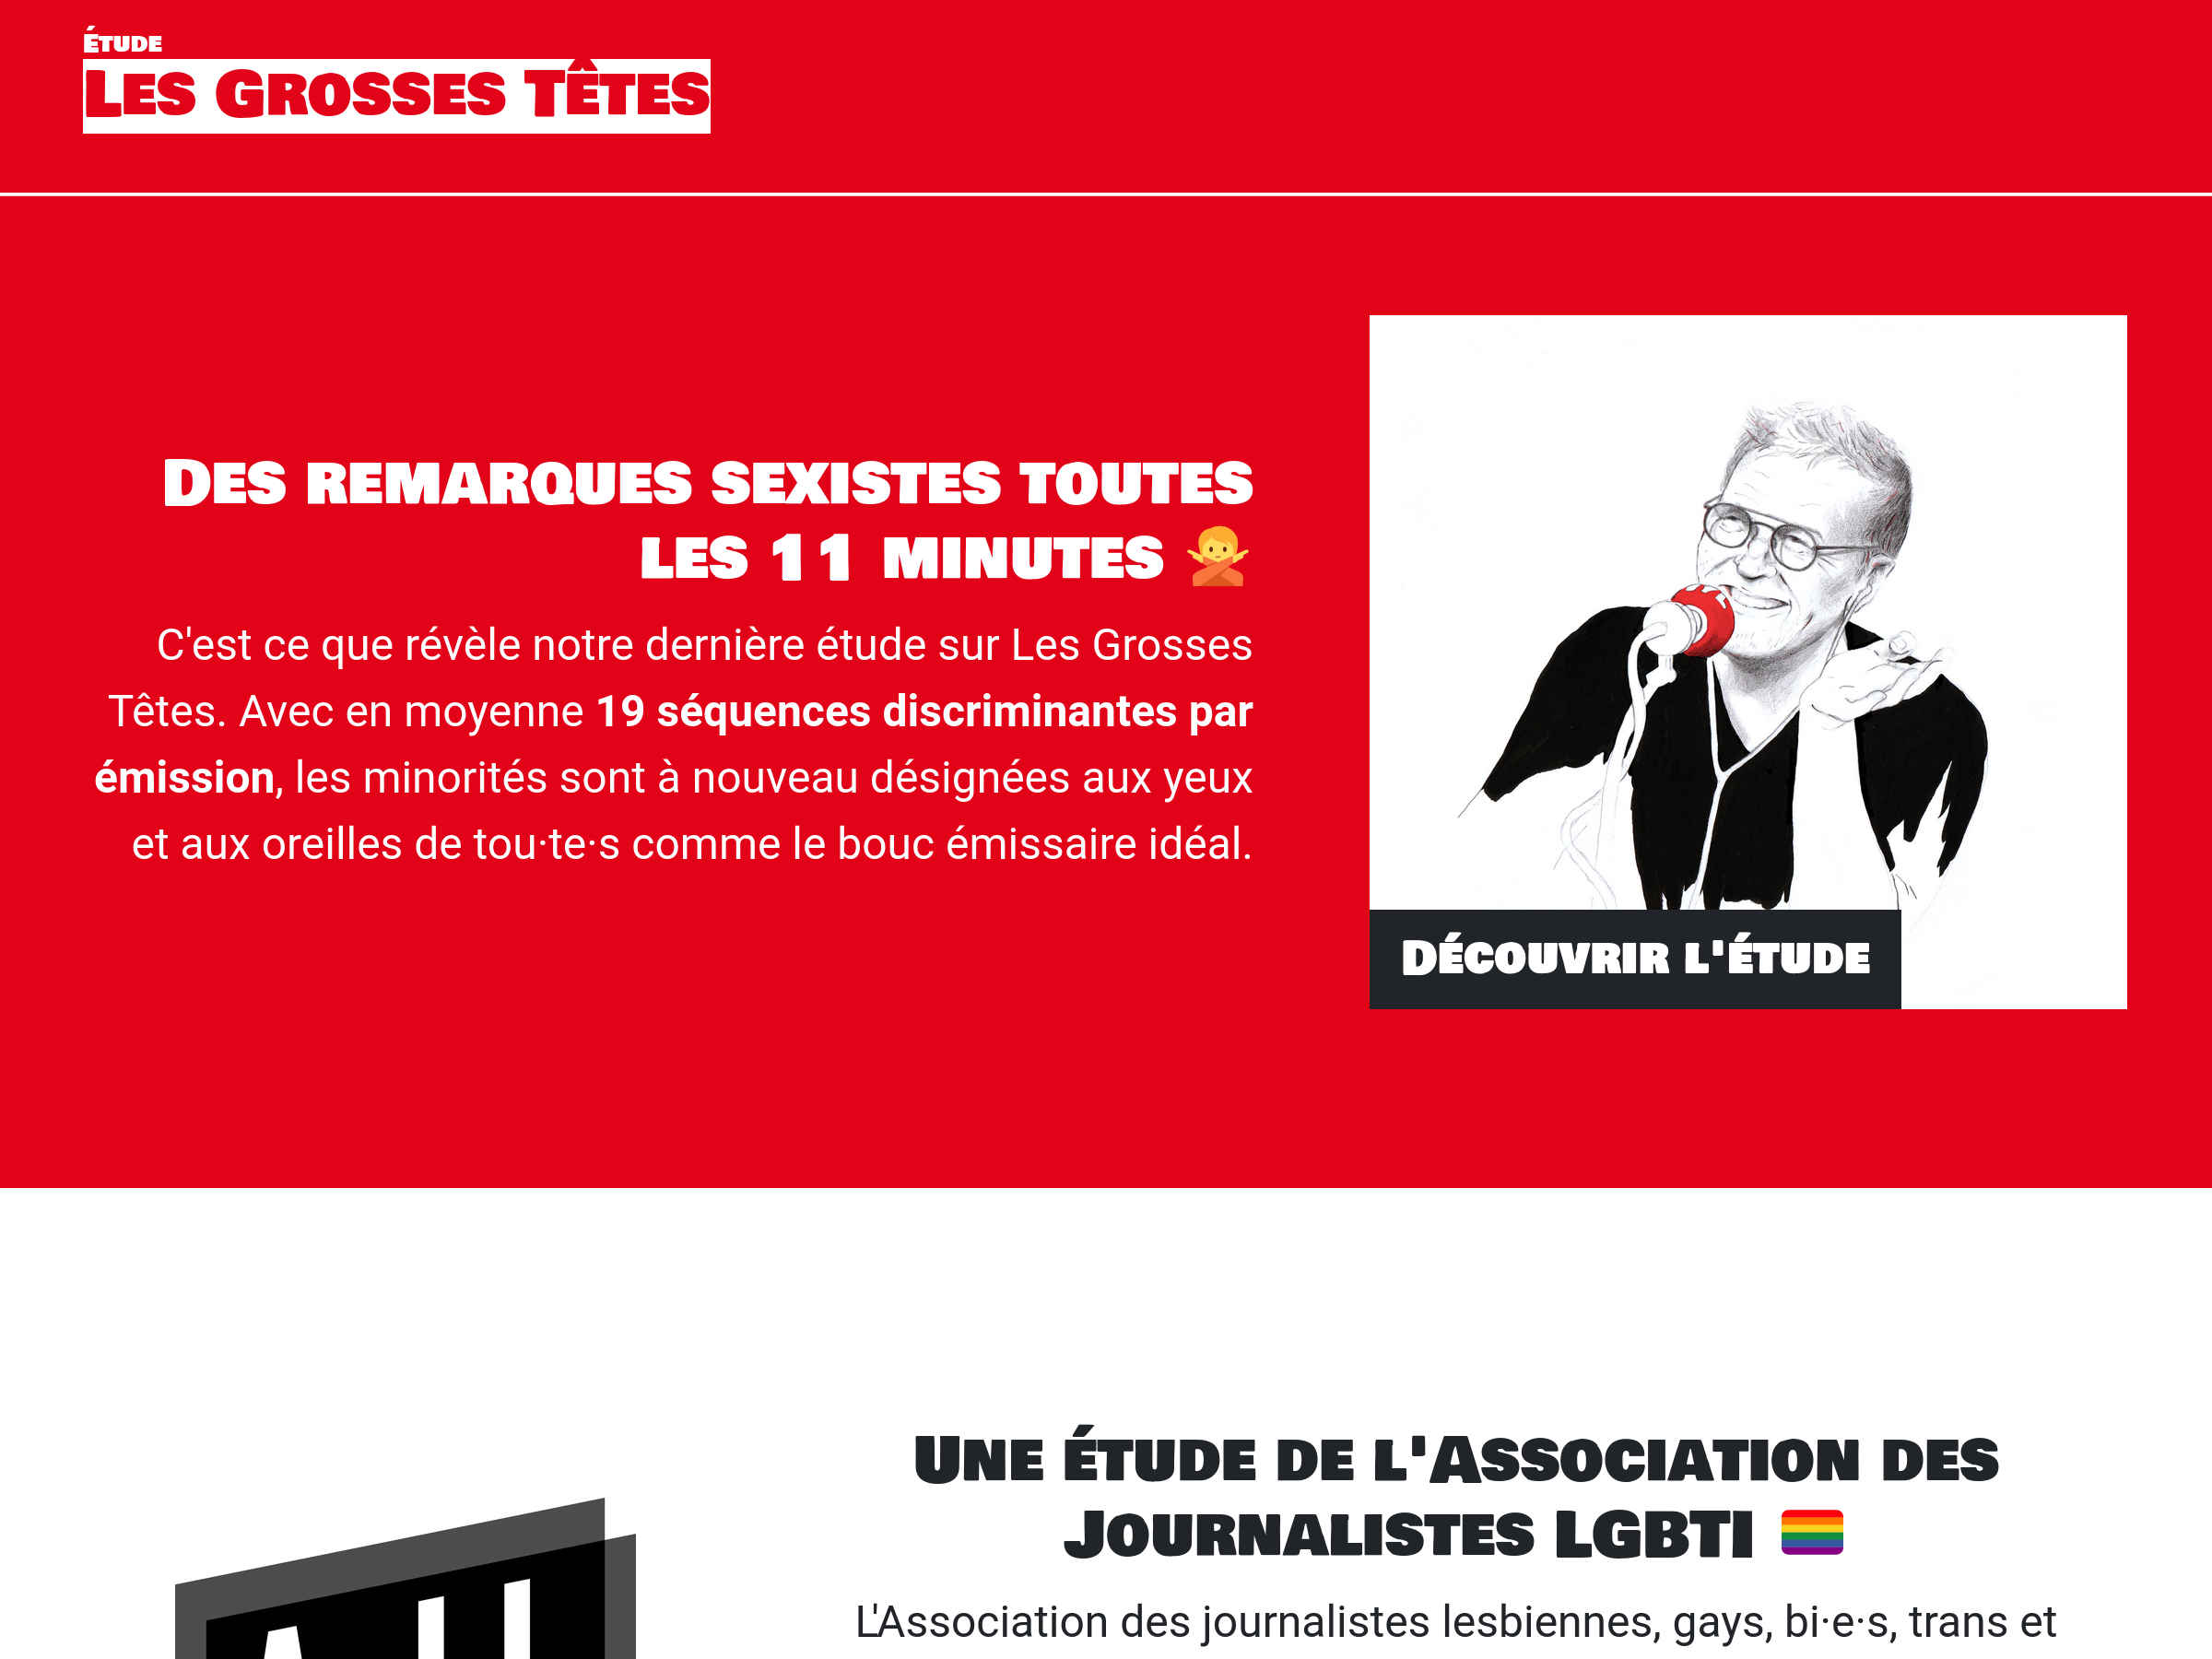 Étude
Les Grosses Têtes
Des remarques sexistes toutes
les 11 minutes 🙅
C'est ce que révèle notre dernière étude sur Les Grosses
Têtes. Avec en moyenne 19 séquences discriminantes par
émission, les minorités sont à nouveau désignées aux yeux
et aux oreilles de tou·te·s comme le bouc émissaire idéal.
Découvrir l'étude
Une étude de l'Association des
Journalistes LGBTI 🏳️‍🌈
L'Association des journalistes lesbiennes, gays, bi·e·s, trans et